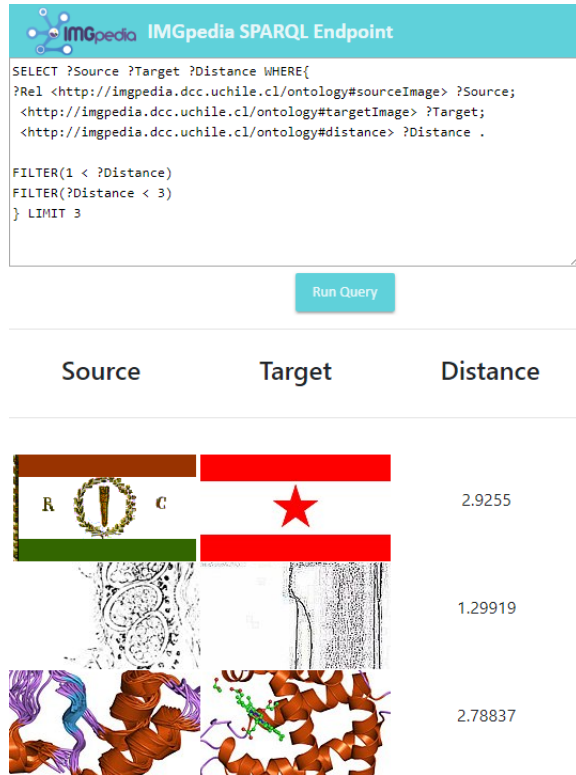 IMGpedia IMGpedia SPARQL Endpoint
SELECT ?Source ?Target ?Distance WHERE{
?Rel <http://imgpedia.dcc.uchile.cl/ontology#sourceImage> ?Source;
<http://imgpedia.dcc.uchile.cl/ontology#targetImage> ?Target;
<http://imgpedia.dcc.uchile.cl/ontology#distance> ?Distance .
FILTER(1 < ?Distance)
FILTER(?Distance < 3)
} LIMIT 3
Run Query
Source Target Distance
R C
2.9255
1.29919
2.78837